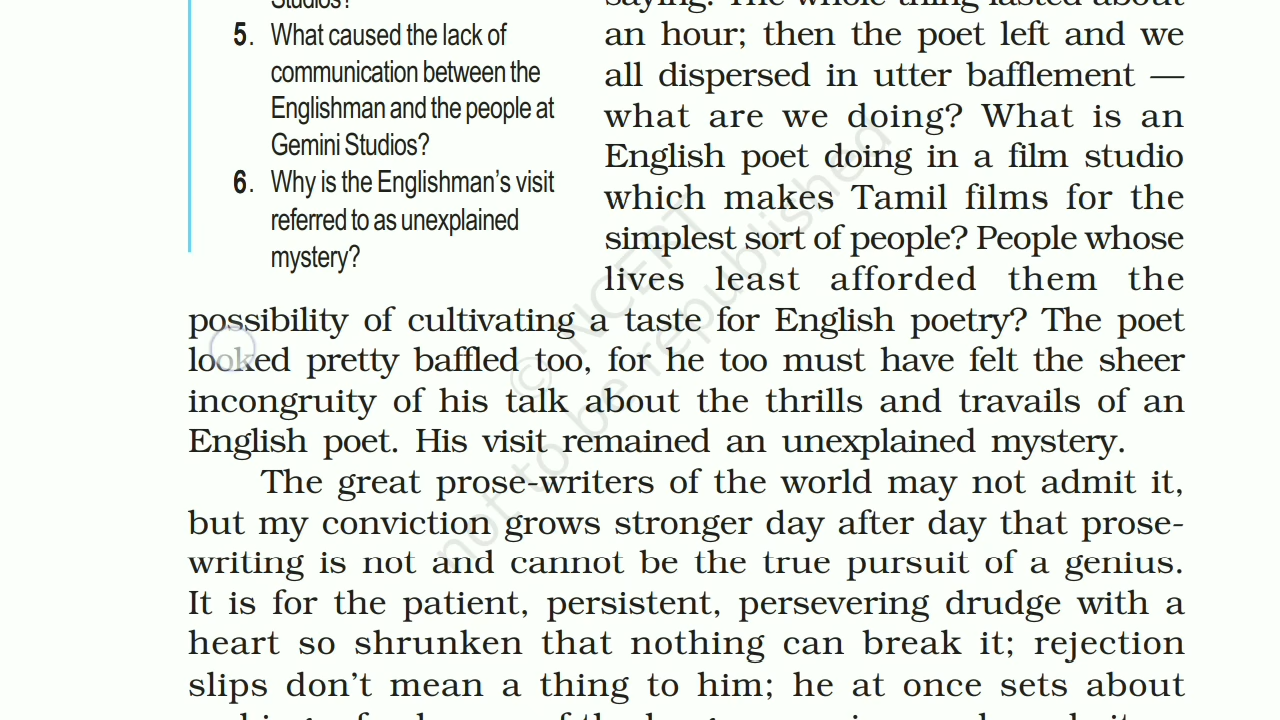 Studios?
5. What caused the lack of
communication between the
Englishman and the people at
Gemini Studios?
6. Why is the Englishman’s visit
referred to as unexplained
mystery?
saying. The whole thing lasted about
an hour; then the poet left and we
all dispersed in utter bafflement —
what are we doing? What is an
English poet doing in a film studio
which makes Tamil films for the
simplest sort of people? People whose
lives least afforded them the
possibility of cultivating a taste for English poetry? The poet
looked pretty baffled too, for he too must have felt the sheer
incongruity of his talk about the thrills and travails of an
English poet. His visit remained an unexplained mystery.
The great prose-writers of the world may not admit it,
but my conviction grows stronger day after day that prose-
writing is not and cannot be the true pursuit of a genius.
It is for the patient, persistent, persevering drudge with a
heart so shrunken that nothing can break it; rejection
slips don’t mean a thing to him; he at once sets about
© NCERT
not to be republished